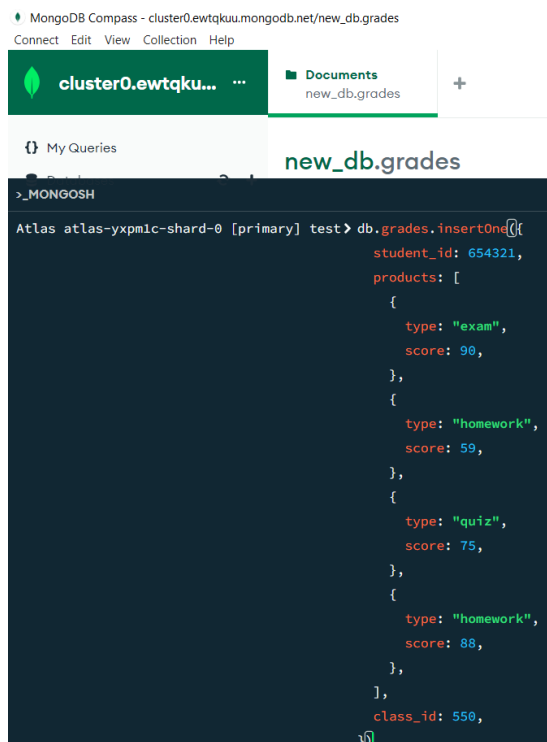 MongoDB Compass - cluster0.ewtqkuu.mongodb.net/new_db.grades
Connect Edit View Collection Help
cluster0.ewtqku... ...
Documents
new_db.grades
+
{} My Queries
new_db.grades
>_MONGOSH
Atlas atlas-yxpm1c-shard-0 [primary] test> db.grades.insertOne({
student_id: 654321,
products: [
{
type: "exam",
score: 90,
},
{
type: "homework",
score: 59,
},
{
type: "quiz",
score: 75,
},
{
type: "homework",
score: 88,
},
],
class_id: 550,
})